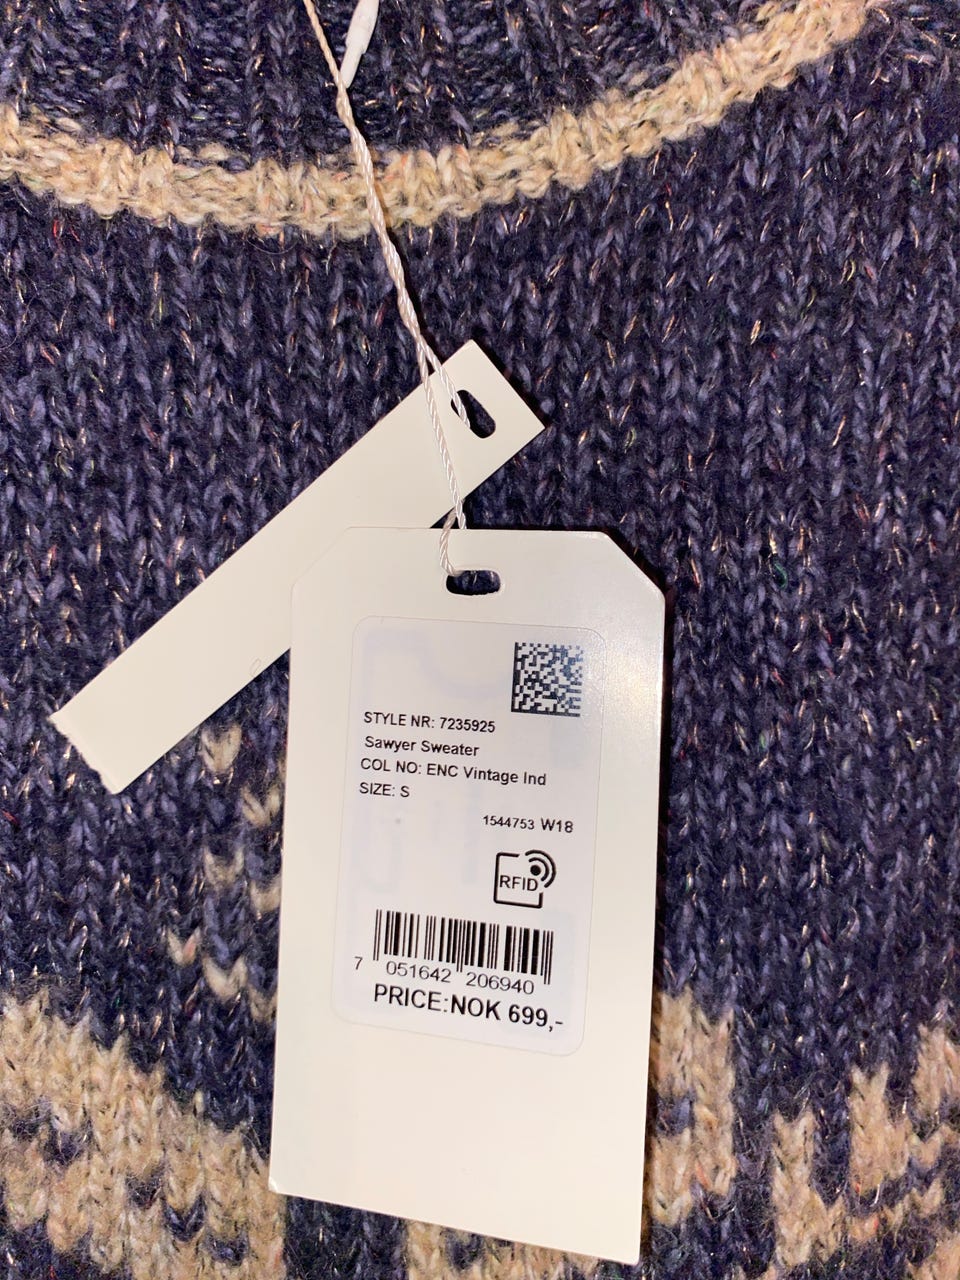 STYLE NR: 7235925
Sawyer Sweater
COL NO: ENC Vintage Ind
SIZE: S
1544753 W18
RFID
7 051642 206940
PRICE:NOK 699,-